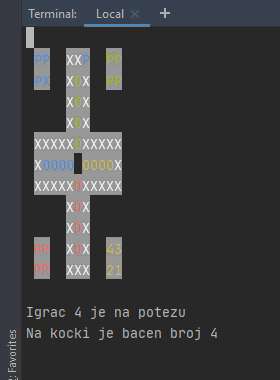 Terminal: Local × +
PP XXP PP
PX X0X PP
X0X
X0X
XXXXX0XXXXX
X0000 0000X
XXXXX0XXXXX
X0X
X0X
PP X0X 43
PP XXX 21
Igrac 4 je na potezu
Na kocki je bacen broj 4
Favorites